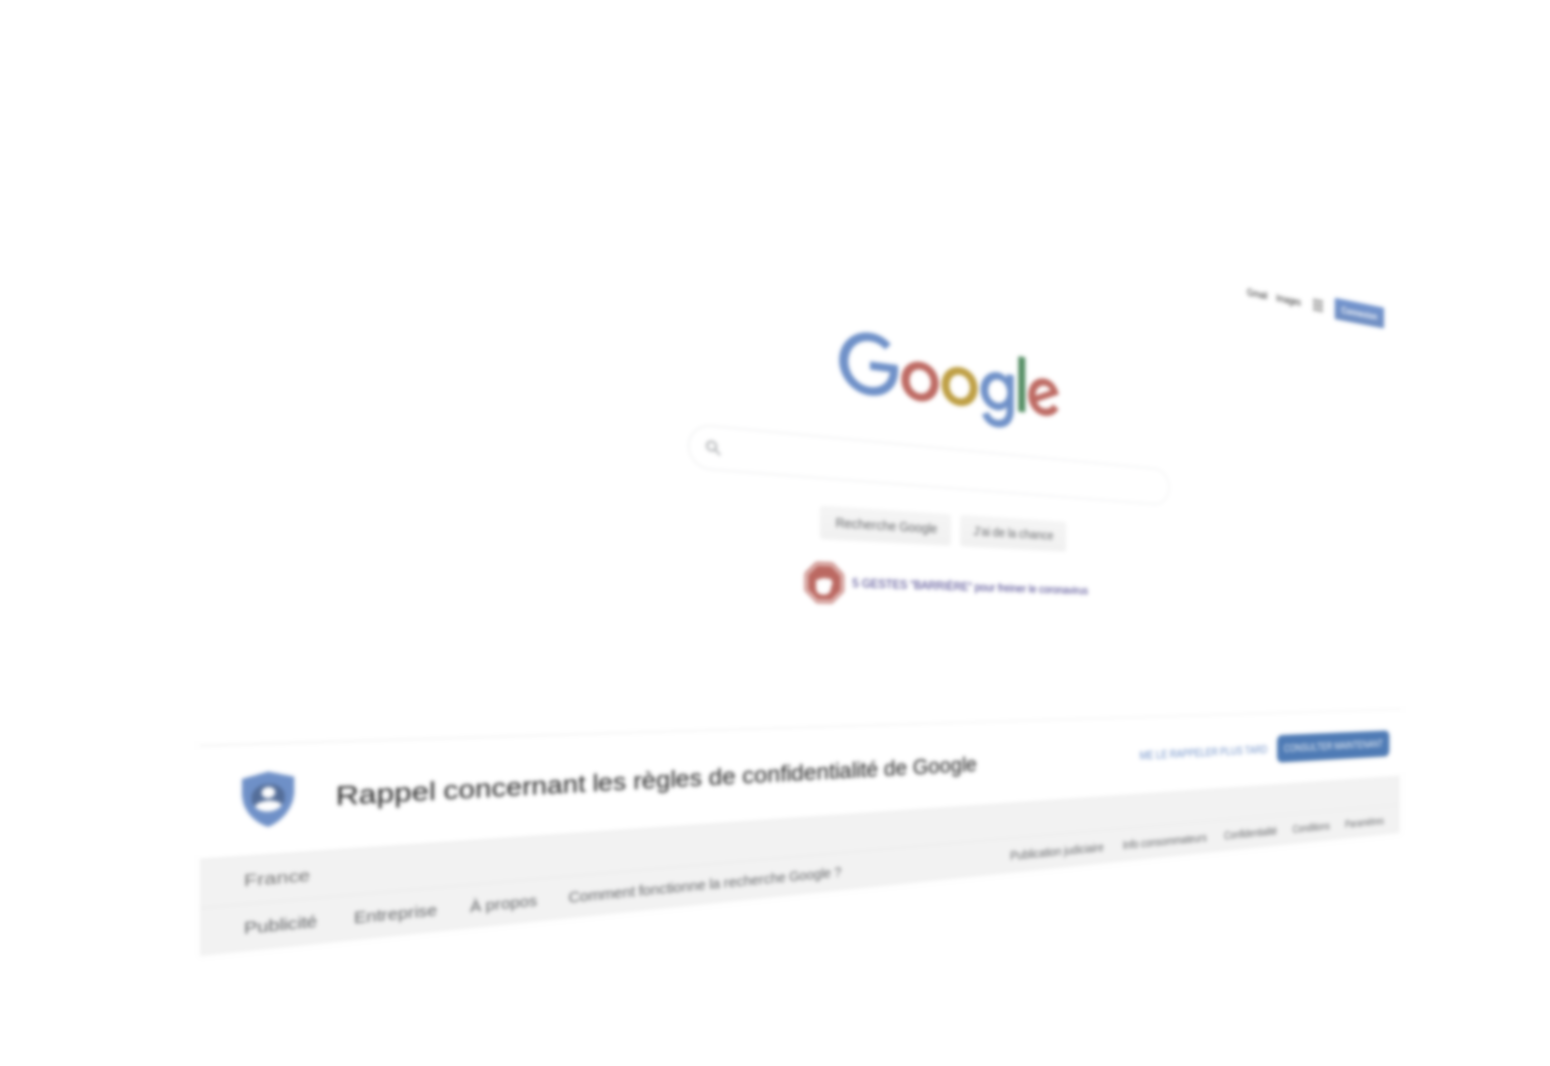 Gmail Images Connexion
Google
Recherche Google J'ai de la chance
5 GESTES "BARRIÈRE" pour freiner le coronavirus
Rappel concernant les règles de confidentialité de Google ME LE RAPPELER PLUS TARD CONSULTER MAINTENANT
France
Publicité Entreprise À propos Comment fonctionne la recherche Google ? Publication judiciaire Info consommateurs Confidentialité Conditions Paramètres